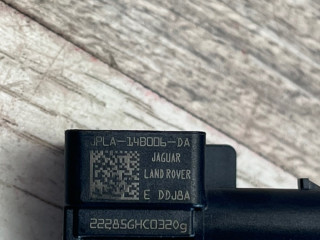 JPLA-14B006-DA
JAGUAR
LAND ROVER
E DDJ8A
22285GHC0320g